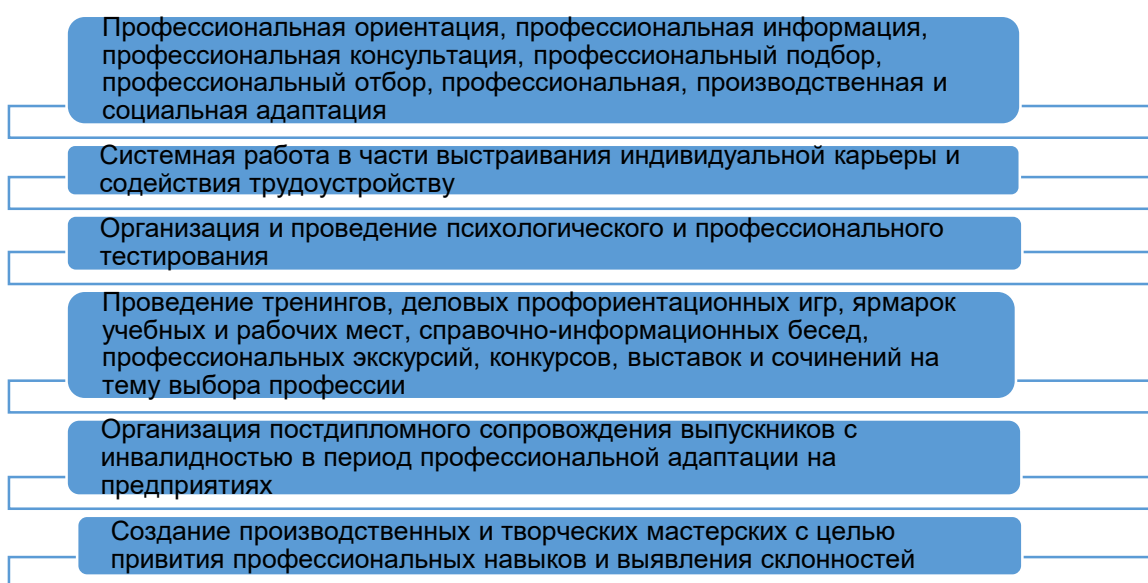 Профессиональная ориентация, профессиональная информация,
профессиональная консультация, профессиональный подбор,
профессиональный отбор, профессиональная, производственная и
социальная адаптация
Системная работа в части выстраивания индивидуальной карьеры и
содействия трудоустройству
Организация и проведение психологического и профессионального
тестирования
Проведение тренингов, деловых профориентационных игр, ярмарок
учебных и рабочих мест, справочно-информационных бесед,
профессиональных экскурсий, конкурсов, выставок и сочинений на
тему выбора профессии
Организация постдипломного сопровождения выпускников с
инвалидностью в период профессиональной адаптации на
предприятиях
Создание производственных и творческих мастерских с целью
привития профессиональных навыков и выявления склонностей